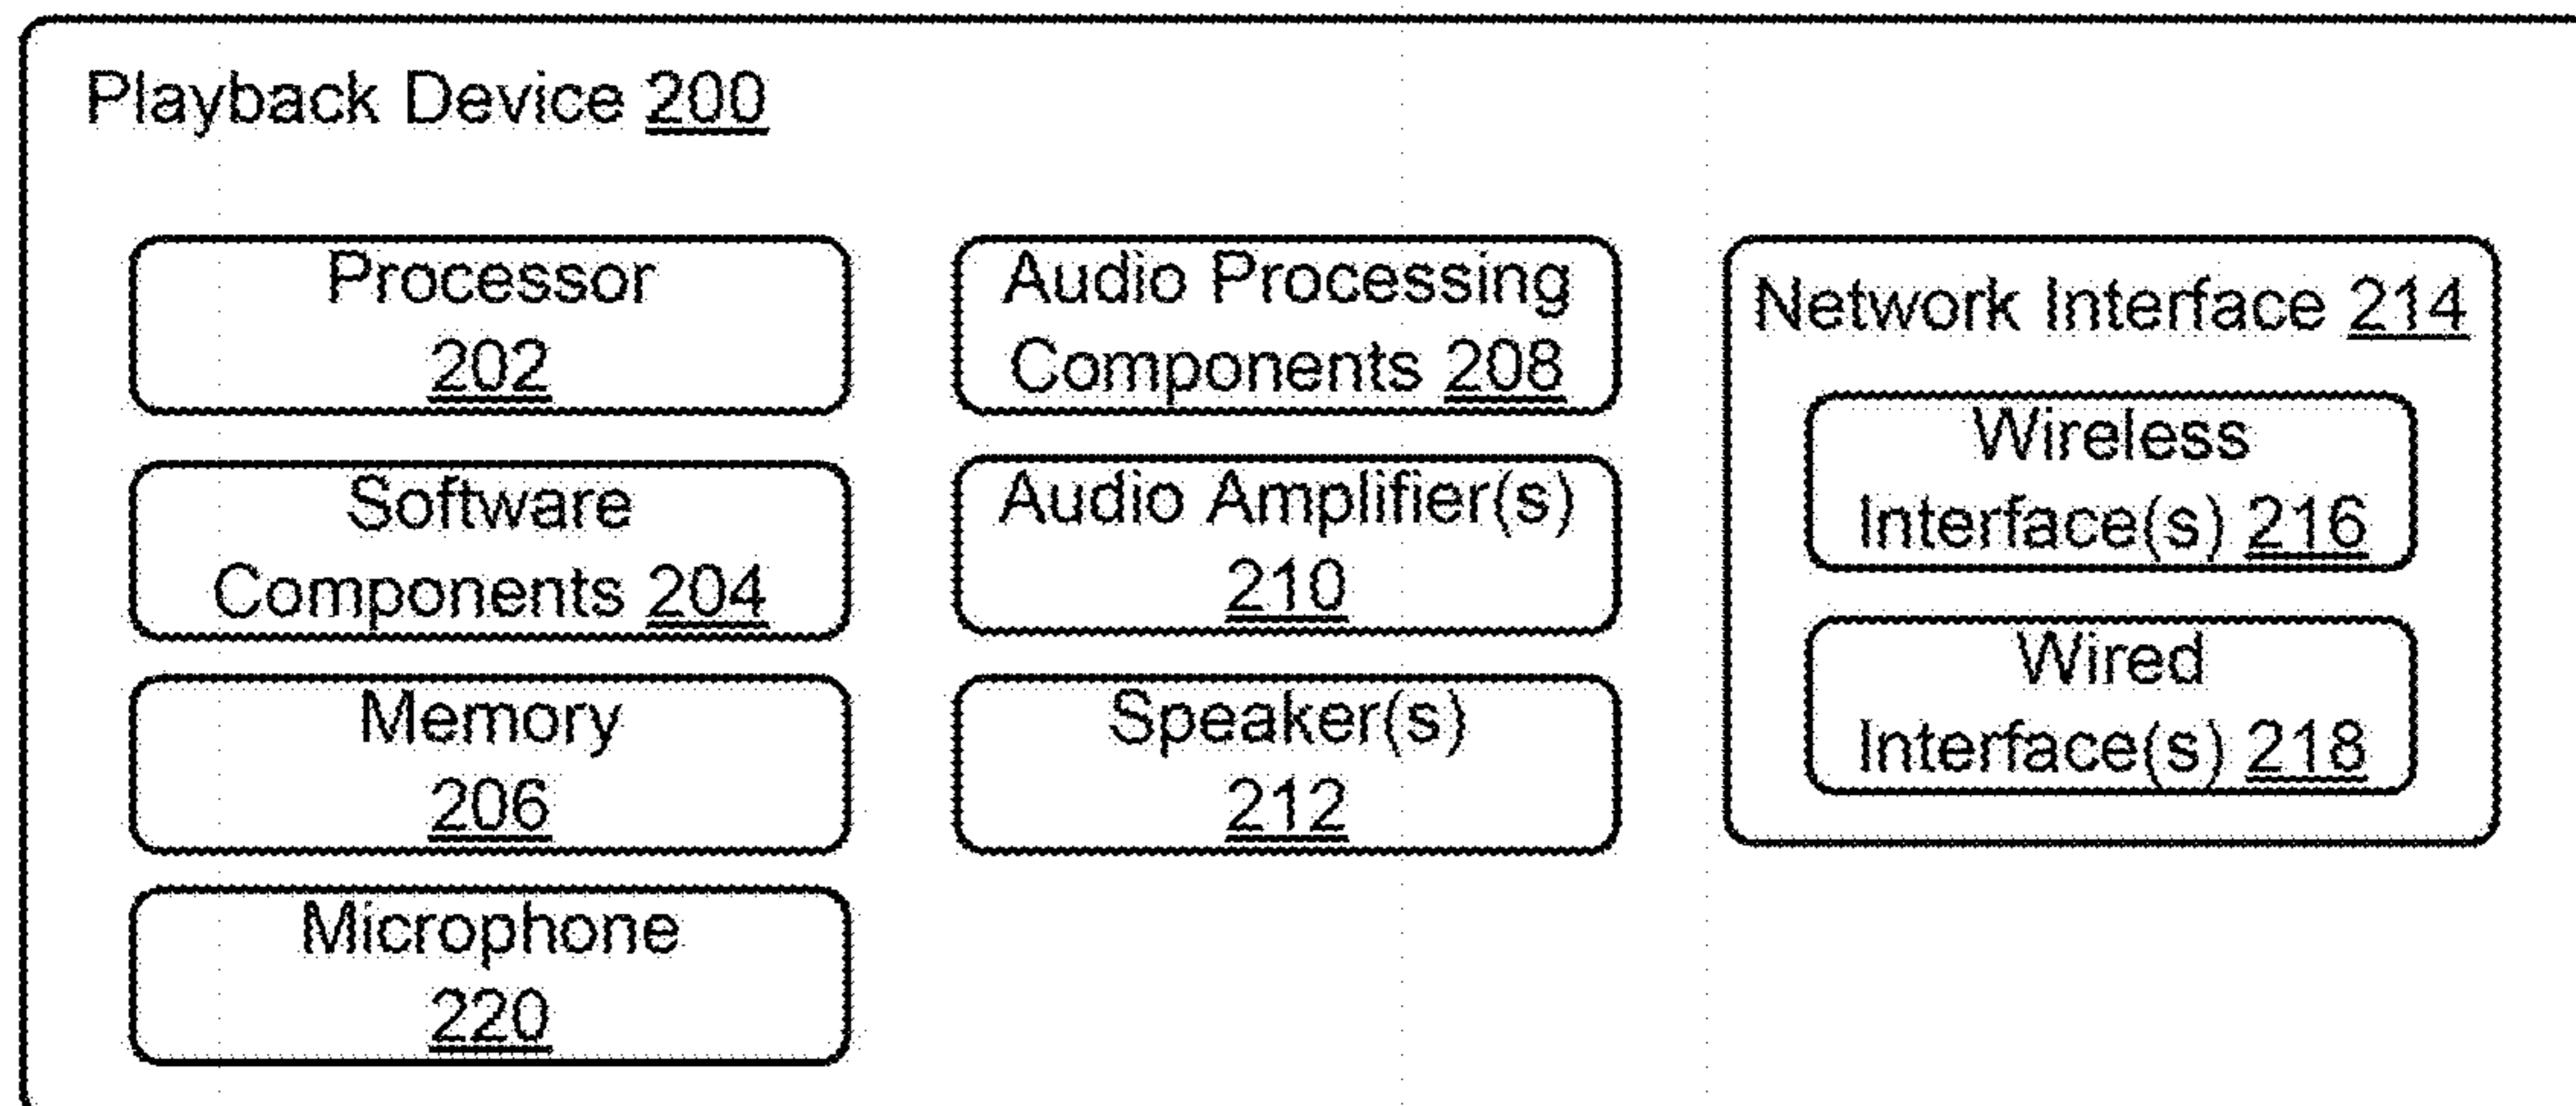 Playback Device 200
Processor
202
Software
Components 204
Memory
206
Microphone
220
Audio Processing
Components 208
Audio Amplifier(s)
210
Speaker(s)
212
Network Interface 214
Wireless
Interface(s) 216
Wired
Interface(s) 218